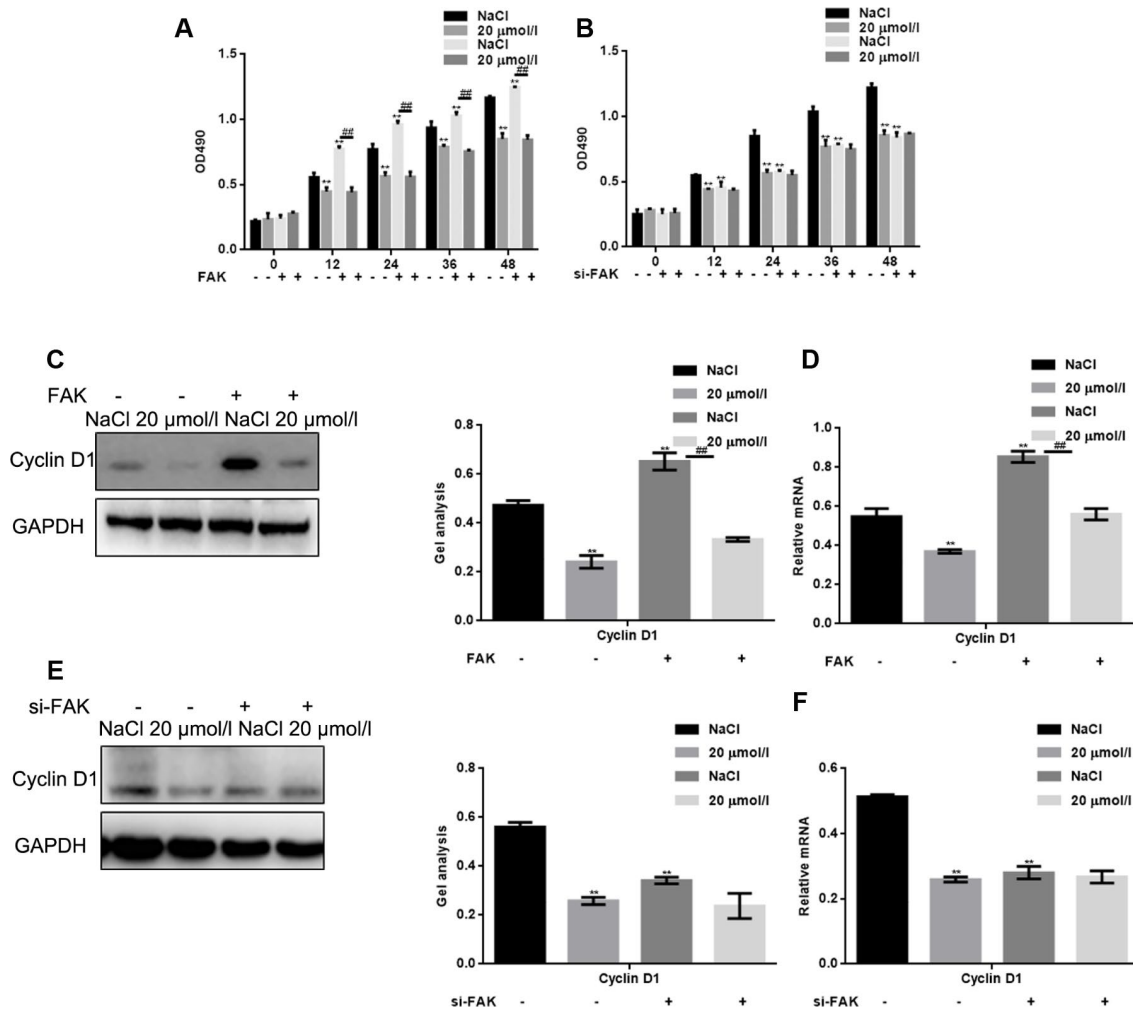 A
NaCl
20 μmol/l
NaCl
20 μmol/l
OD490
1.5
1.0
0.5
0.0
** ## ** ** ## ** ** ## ** ** ## **
0 12 24 36 48
FAK - - + + - - + + - - + + - - + + - - + +
B
NaCl
20 μmol/l
NaCl
20 μmol/l
OD490
1.5
1.0
0.5
0.0
** ** ** ** ** ** ** **
0 12 24 36 48
si-FAK - - + + - - + + - - + + - - + + - - + +
C
FAK - - + +
NaCl 20 μmol/l NaCl 20 μmol/l
Cyclin D1
GAPDH
NaCl
20 μmol/l
NaCl
20 μmol/l
Gel analysis
0.8
0.6
0.4
0.2
0.0
** ** ##
Cyclin D1
FAK - - + +
D
NaCl
20 μmol/l
NaCl
20 μmol/l
Relative mRNA
1.0
0.8
0.6
0.4
0.2
0.0
** ** ##
Cyclin D1
FAK - - + +
E
si-FAK - - + +
NaCl 20 μmol/l NaCl 20 μmol/l
Cyclin D1
GAPDH
NaCl
20 μmol/l
NaCl
20 μmol/l
Gel analysis
0.8
0.6
0.4
0.2
0.0
** **
Cyclin D1
si-FAK - - + +
F
NaCl
20 μmol/l
NaCl
20 μmol/l
Relative mRNA
0.6
0.4
0.2
0.0
** **
Cyclin D1
si-FAK - - + +